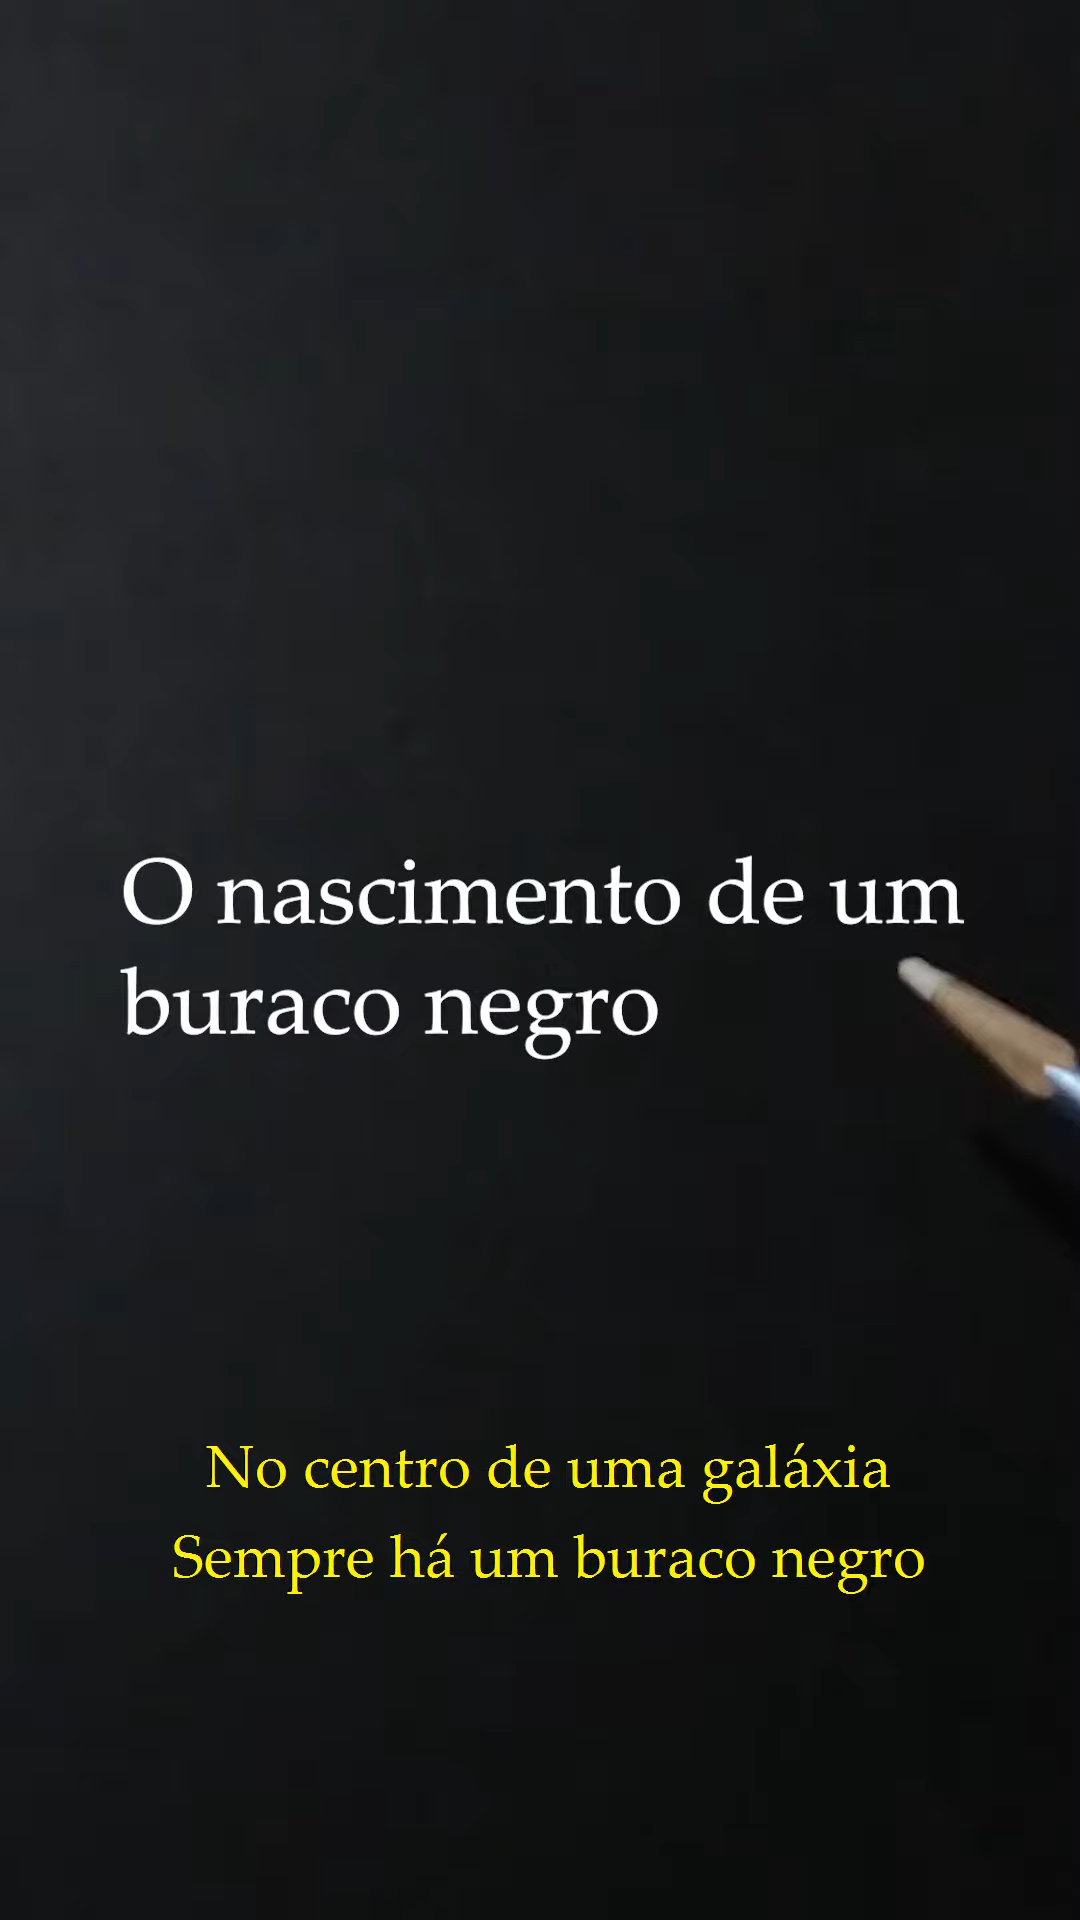 O nascimento de um
buraco negro
No centro de uma galáxia
Sempre há um buraco negro